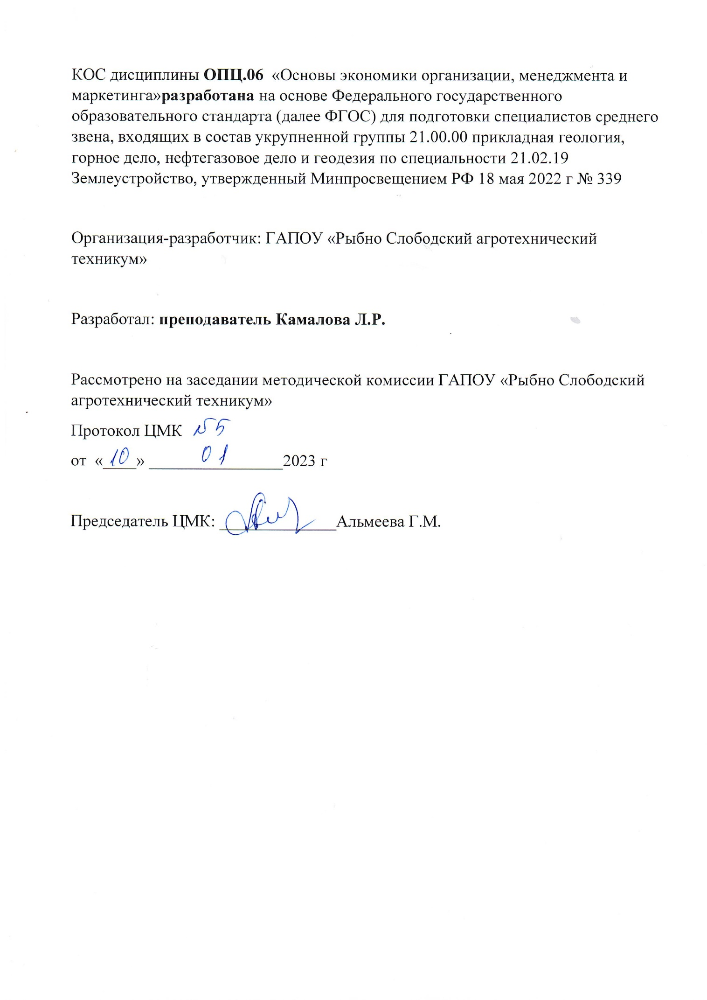 КОС дисциплины ОПЦ.06 «Основы экономики организации, менеджмента и
маркетинга»разработана на основе Федерального государственного
образовательного стандарта (далее ФГОС) для подготовки специалистов среднего
звена, входящих в состав укрупненной группы 21.00.00 прикладная геология,
горное дело, нефтегазовое дело и геодезия по специальности 21.02.19
Землеустройство, утвержденный Минпросвещением РФ 18 мая 2022 г № 339
Организация-разработчик: ГАПОУ «Рыбно Слободский агротехнический
техникум»
Разработал: преподаватель Камалова Л.Р.
Рассмотрено на заседании методической комиссии ГАПОУ «Рыбно Слободский
агротехнический техникум»
Протокол ЦМК №5
от «10» 01 2023 г
Председатель ЦМК: Альмеева Г.М.